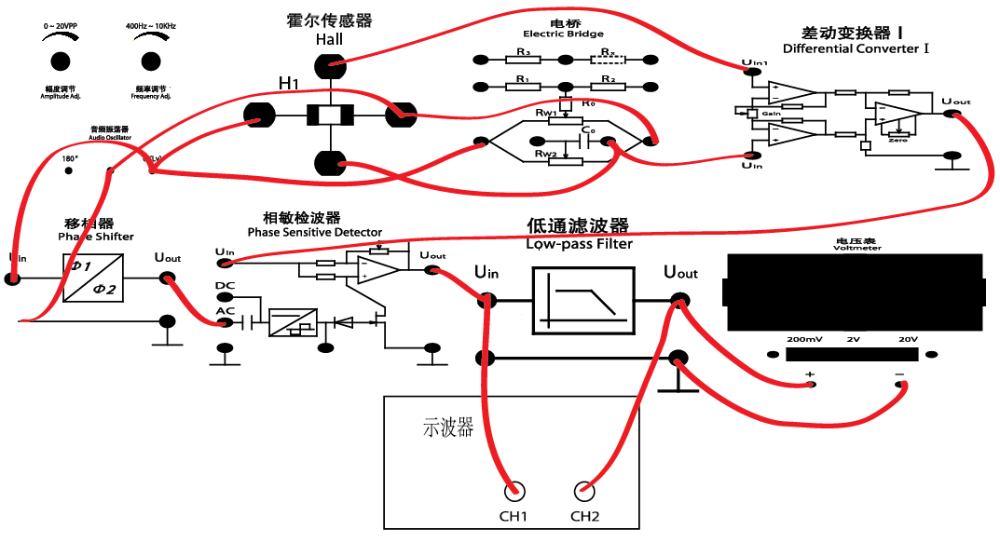 0 ~ 20VPP
幅度调节
Amplitude Adj.
400Hz ~ 10KHz
频率调节
Frequency Adj.
音频振荡器
Audio Oscillator
180°
霍尔传感器
Hall
H1
电桥
Electric Bridge
R3
R1
R2
RW1
C0
RW2
差动变换器 I
Differential Converter I
Uin1
Gain
Zero
Uout
Uin
移相器
Phase Shifter
Uin
Φ1
Φ2
Uout
相敏检波器
Phase Sensitive Detector
Uin
DC
AC
Uout
低通滤波器
Low-pass Filter
Uin
Uout
电压表
Voltmeter
200mV 2V 20V
+ −
示波器
CH1 CH2